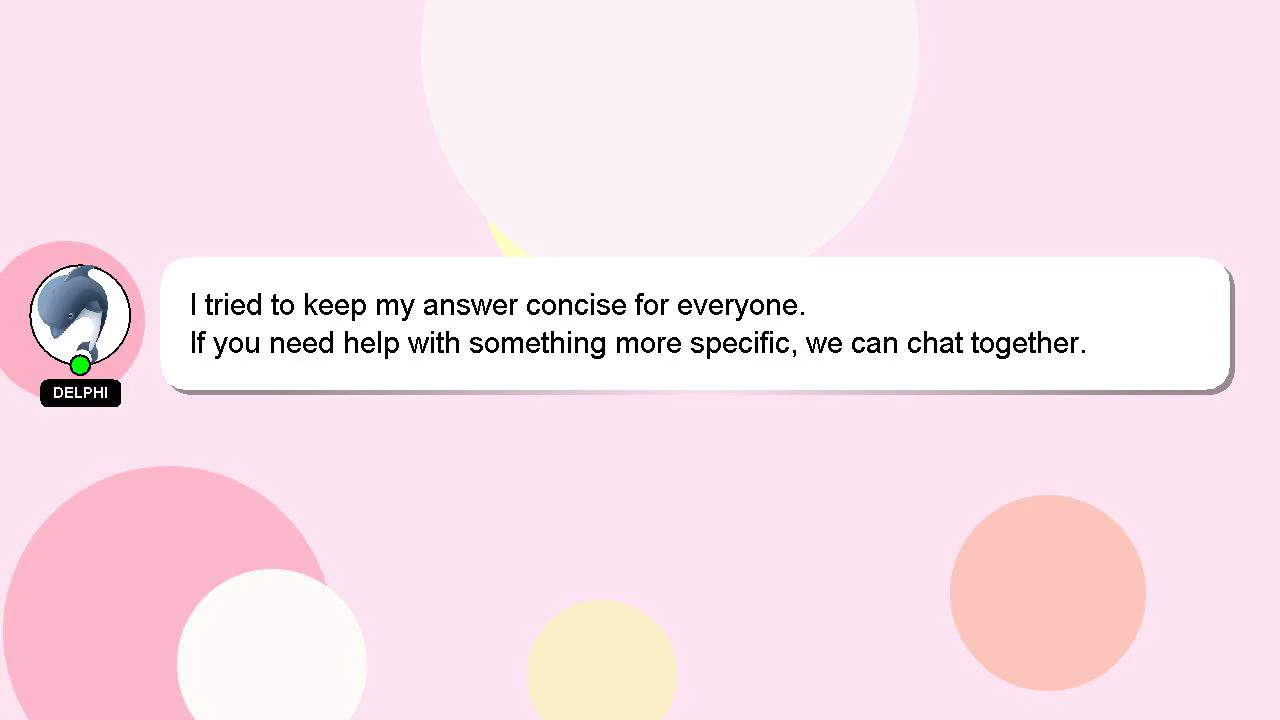 I tried to keep my answer concise for everyone.
If you need help with something more specific, we can chat together.
DELPHI